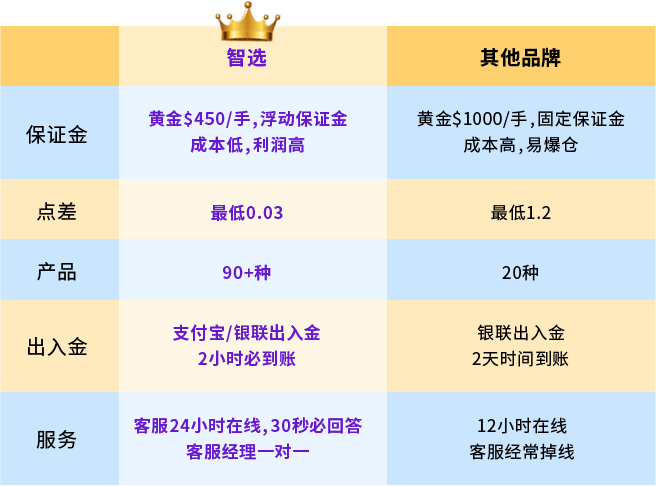 智选
其他品牌
保证金
黄金$450/手,浮动保证金
成本低,利润高
黄金$1000/手,固定保证金
成本高,易爆仓
点差
最低0.03
最低1.2
产品
90+种
20种
出入金
支付宝/银联出入金
2小时必到账
银联出入金
2天时间到账
服务
客服24小时在线,30秒必回答
客服经理一对一
12小时在线
客服经常掉线